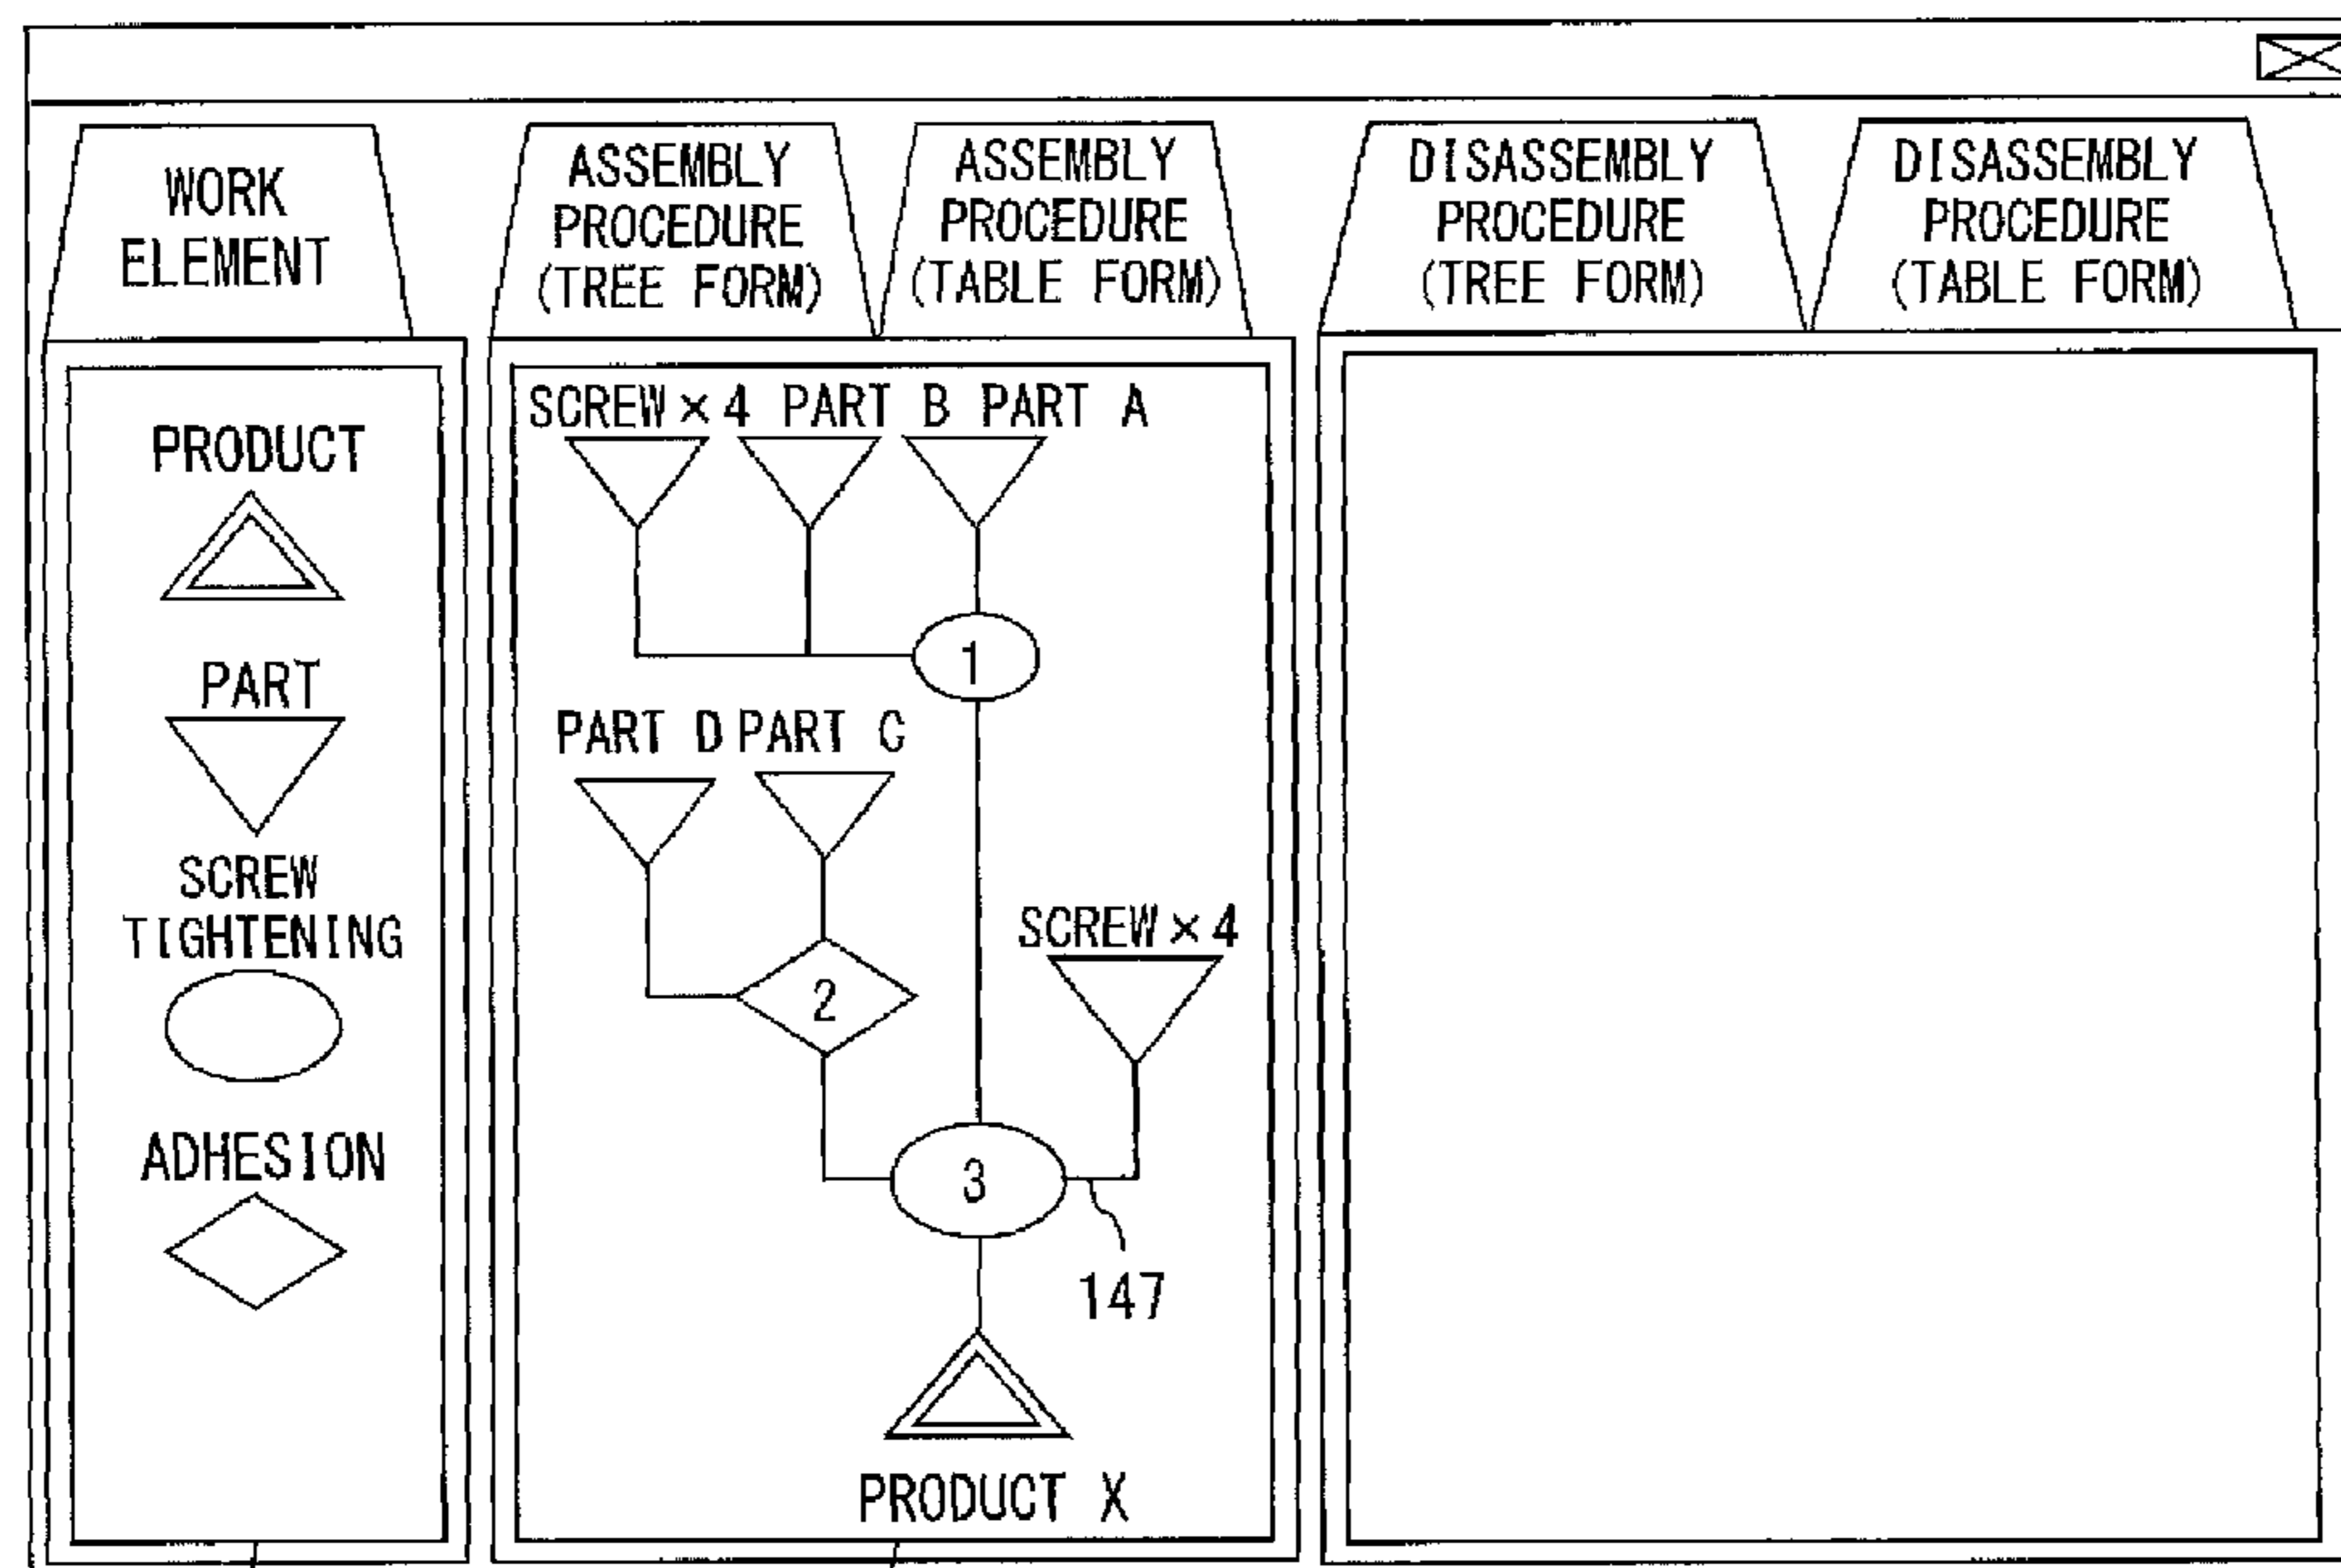 WORK
ELEMENT
ASSEMBLY
PROCEDURE
(TREE FORM)
ASSEMBLY
PROCEDURE
(TABLE FORM)
DISASSEMBLY
PROCEDURE
(TREE FORM)
DISASSEMBLY
PROCEDURE
(TABLE FORM)
PRODUCT
PART
SCREW
TIGHTENING
ADHESION
SCREW×4 PART B PART A
1
PART D PART C
2
SCREW×4
3
147
PRODUCT X